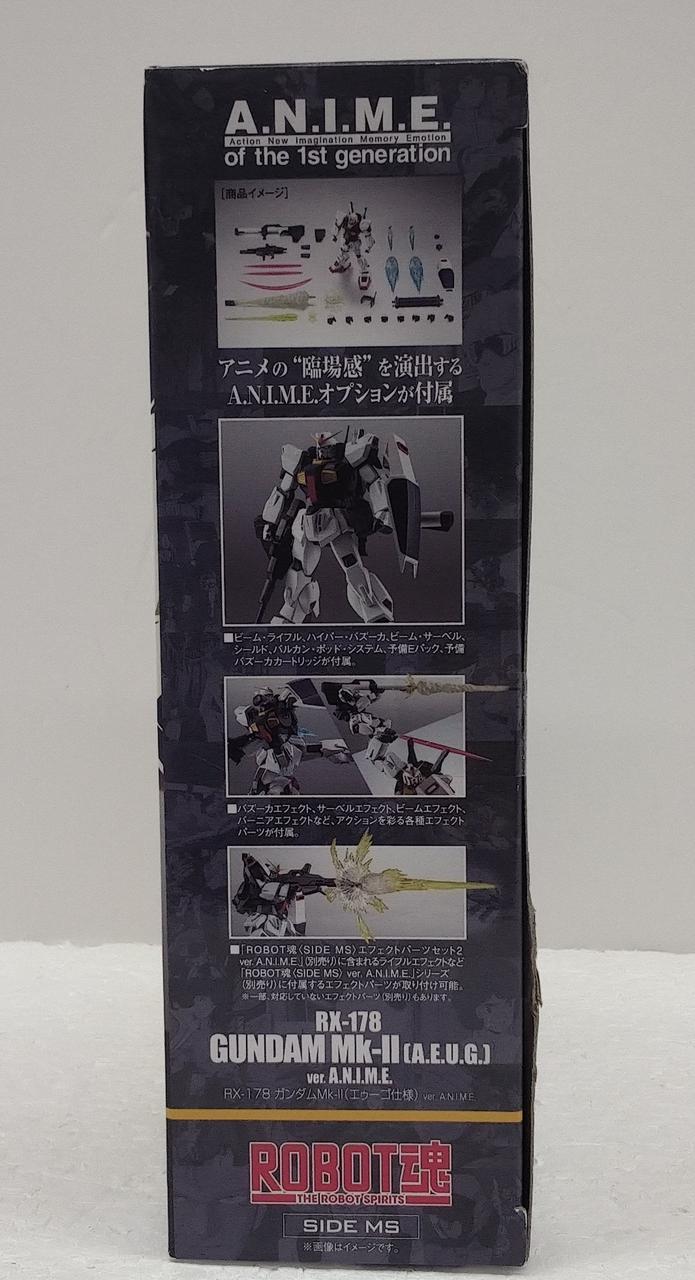 A.N.I.M.E.
Action New Imagination Memory Emotion
of the 1st generation
[商品イメージ]
アニメの“臨場感”を演出する
A.N.I.M.E.オプションが付属
■ビーム・ライフル、ハイパー・バズーカ、ビーム・サーベル、
シールド、バルカン・ポッド・システム、予備Eパック、予備
バズーカカートリッジが付属。
■バズーカエフェクト、サーベルエフェクト、ビームエフェクト、
バーニアエフェクトなど、アクションを彩る各種エフェクト
パーツが付属。
■「ROBOT魂〈SIDE MS〉エフェクトパーツセット2
ver. A.N.I.M.E.」(別売り)に含まれるライフルエフェクトなど
「ROBOT魂〈SIDE MS〉ver. A.N.I.M.E.」シリーズ
(別売り)に付属するエフェクトパーツが取り付け可能。
※一部、対応していないエフェクトパーツ(別売り)もあります。
RX-178
GUNDAM Mk-II (A.E.U.G.)
ver. A.N.I.M.E.
RX-178 ガンダムMk-II(エゥーゴ仕様) ver. A.N.I.M.E.
ROBOT魂
THE ROBOT SPIRITS
SIDE MS
※画像はイメージです。